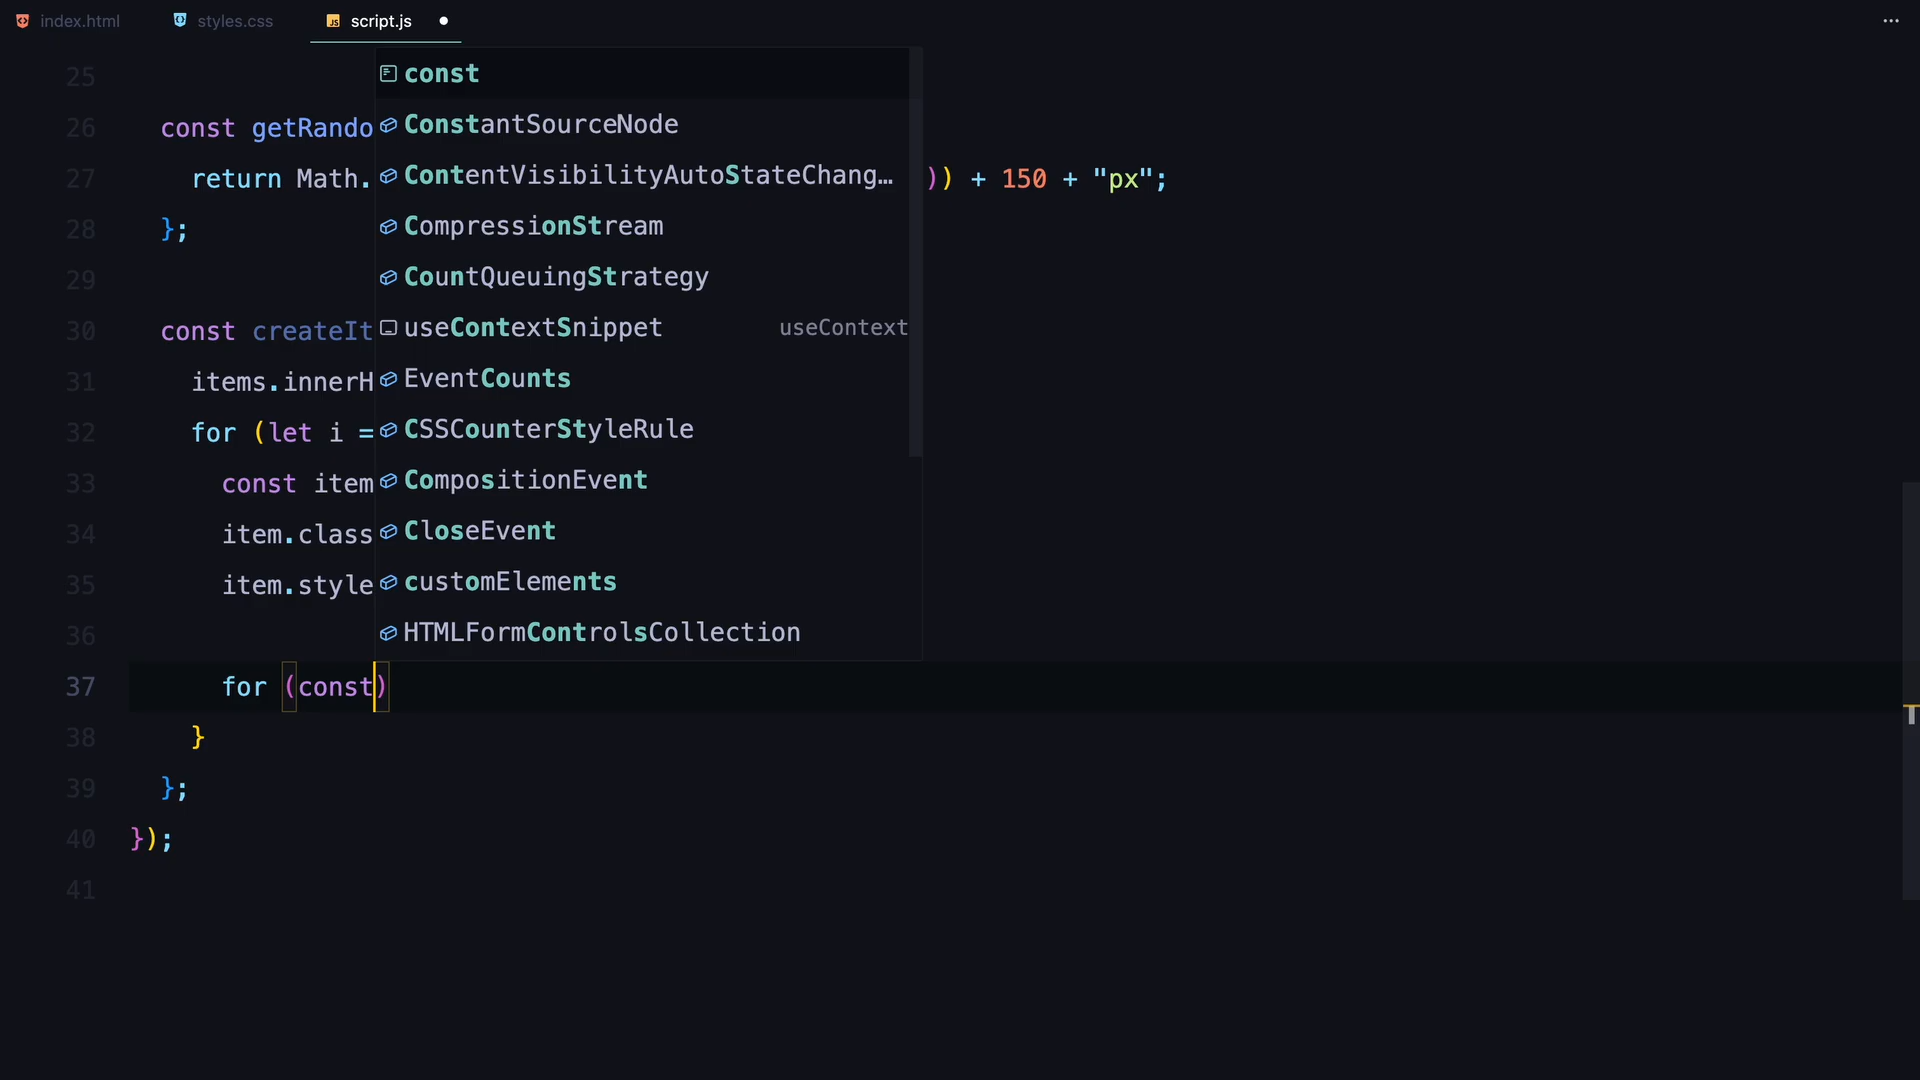 index.html styles.css script.js
25
26 const getRando
27 return Math. )) + 150 + "px";
28 };
29
30 const createIt
31 items.innerH
32 for (let i =
33 const item
34 item.class
35 item.style
36
37 for (const)
38 }
39 };
40 });
41
const
ConstantSourceNode
ContentVisibilityAutoStateChang…
CompressionStream
CountQueuingStrategy
useContextSnippet useContext
EventCounts
CSSCounterStyleRule
CompositionEvent
CloseEvent
customElements
HTMLFormControlsCollection